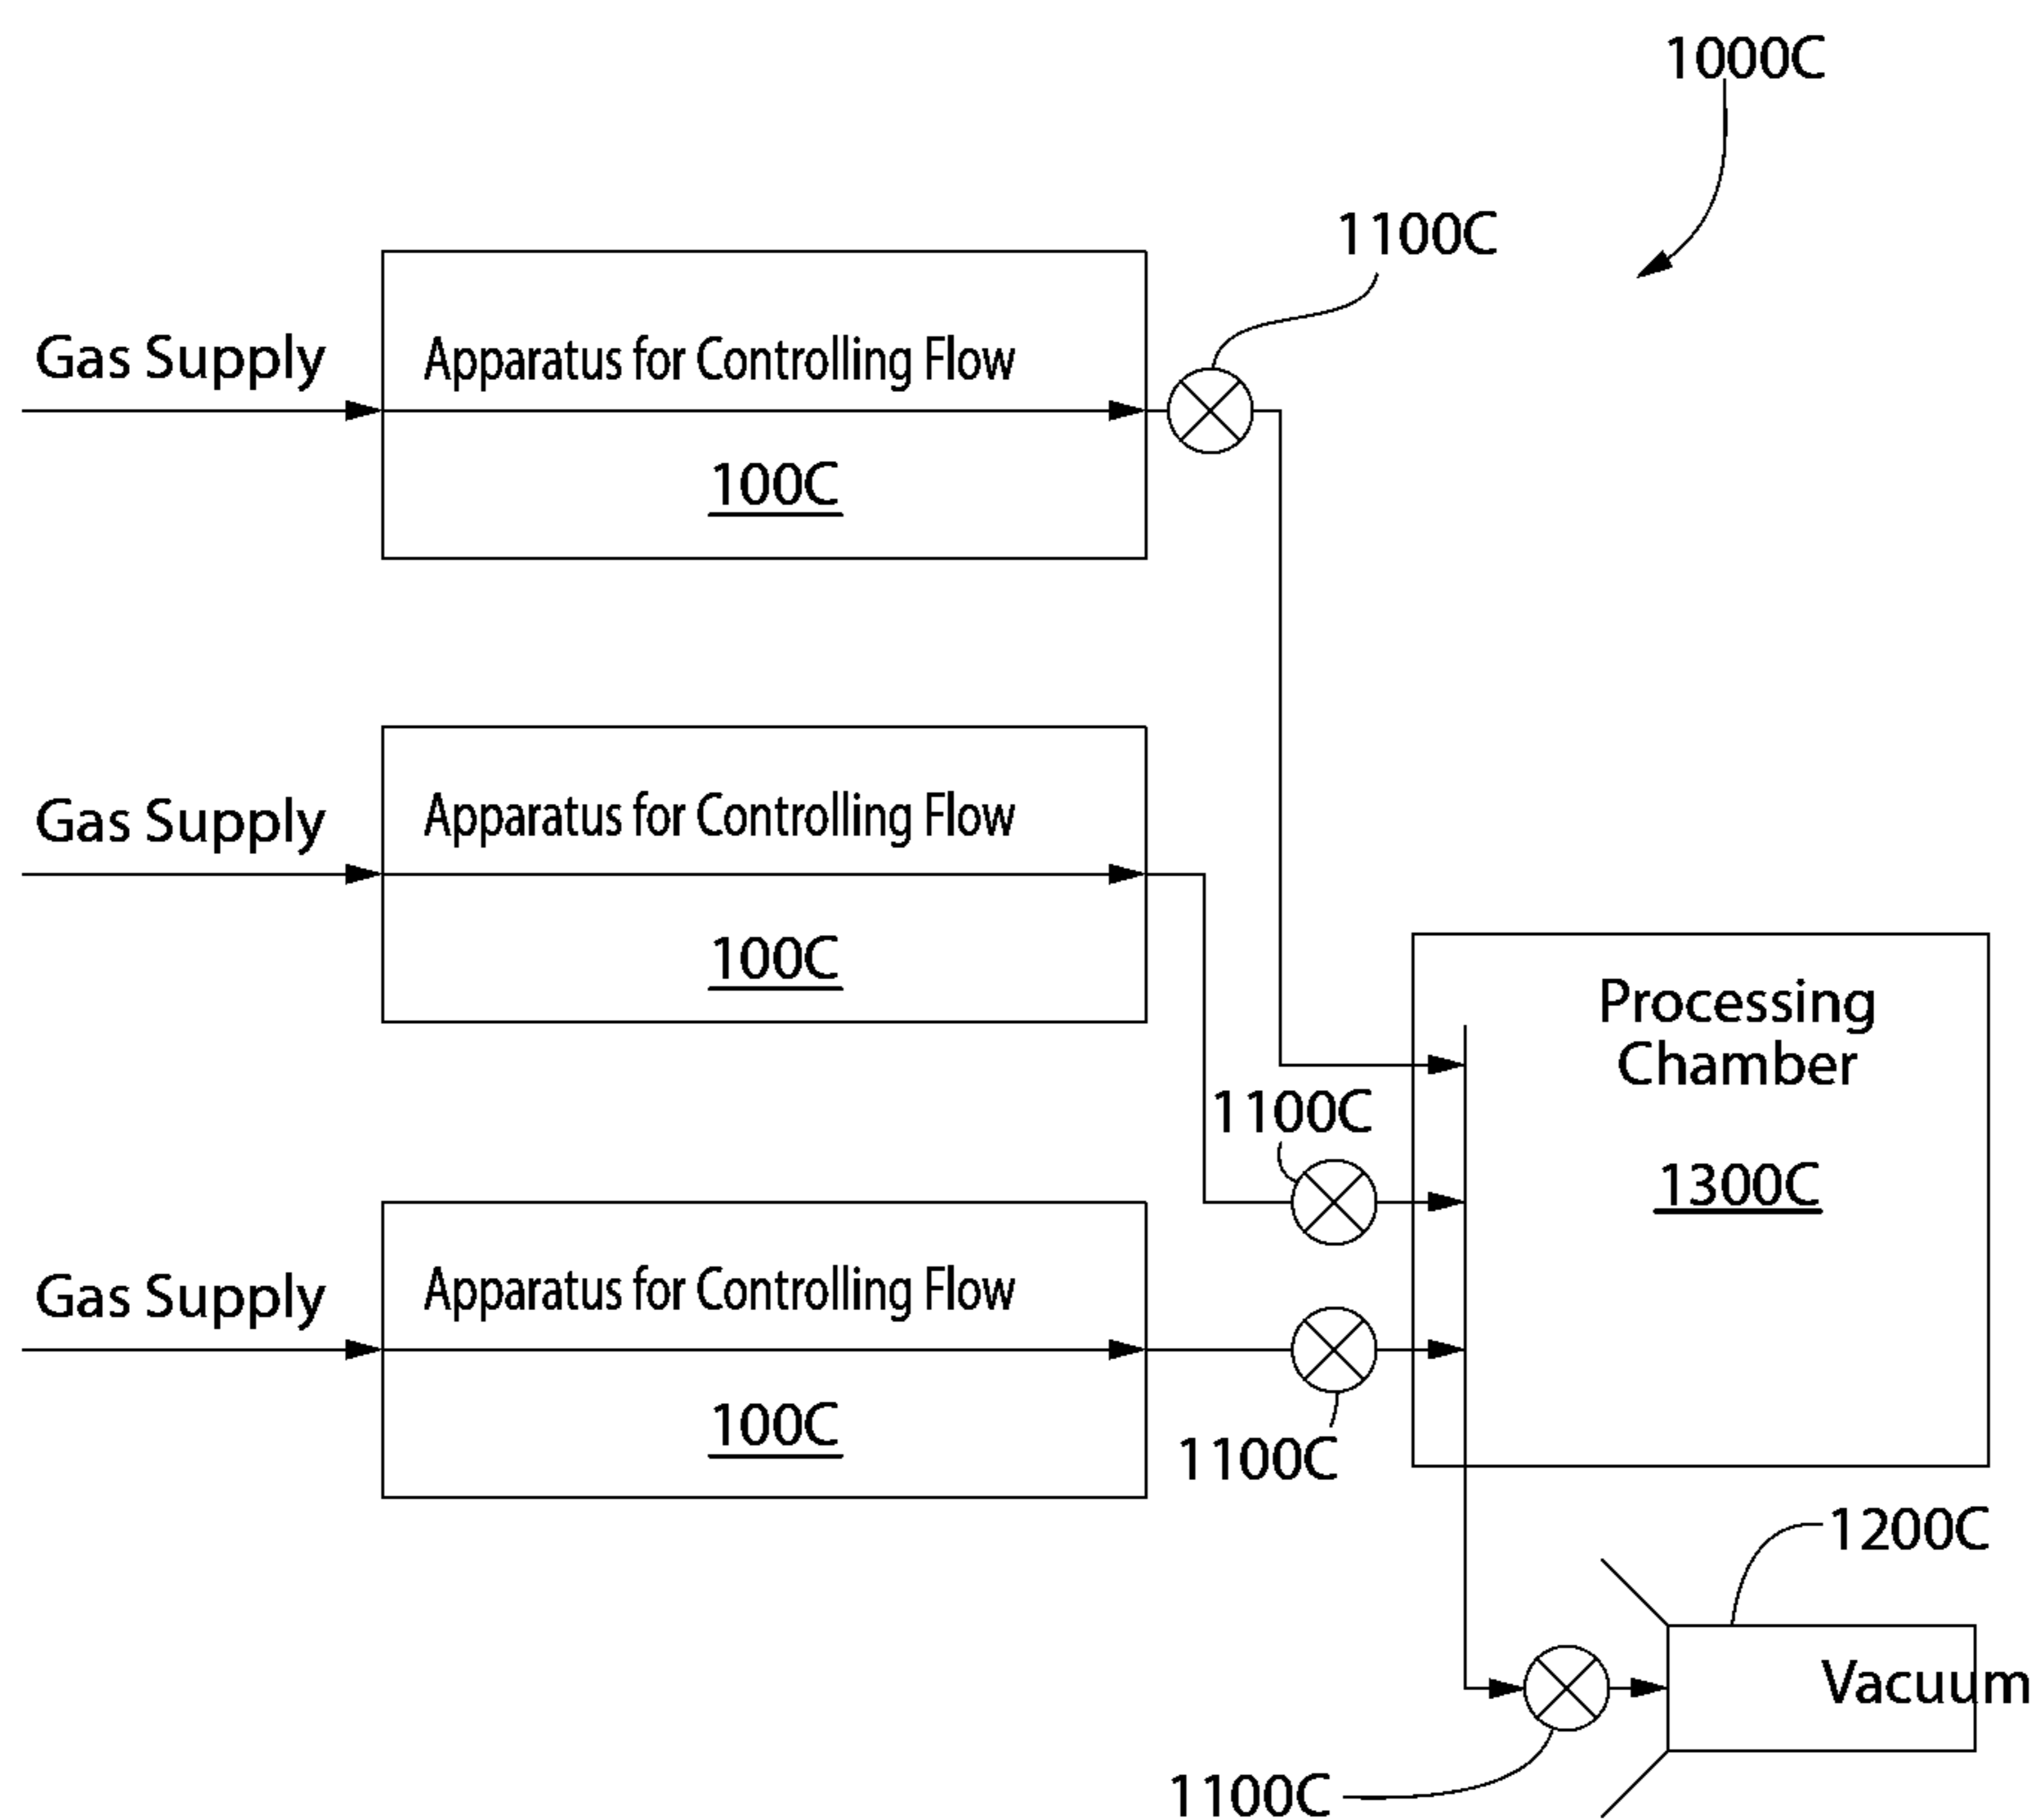 1000C
1100C
Gas Supply
Apparatus for Controlling Flow
100C
Gas Supply
Apparatus for Controlling Flow
100C
Processing
Chamber
1300C
1100C
Gas Supply
Apparatus for Controlling Flow
100C
1100C
1200C
Vacuum
1100C